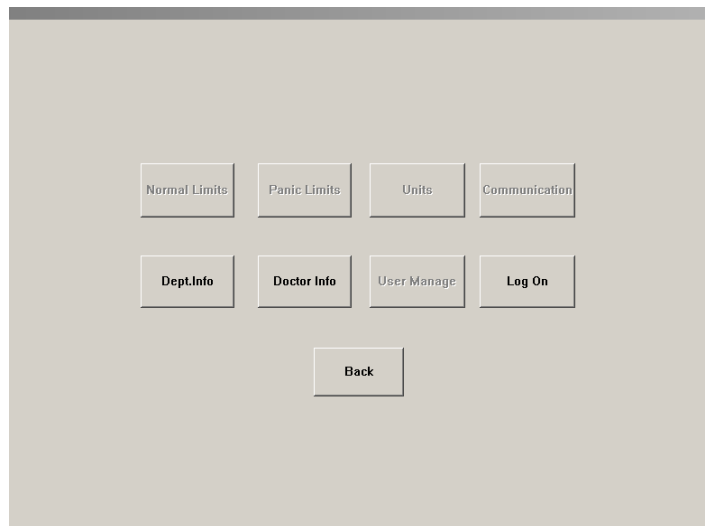 Normal Limits
Panic Limits
Units
Communication
Dept.Info
Doctor Info
User Manage
Log On
Back